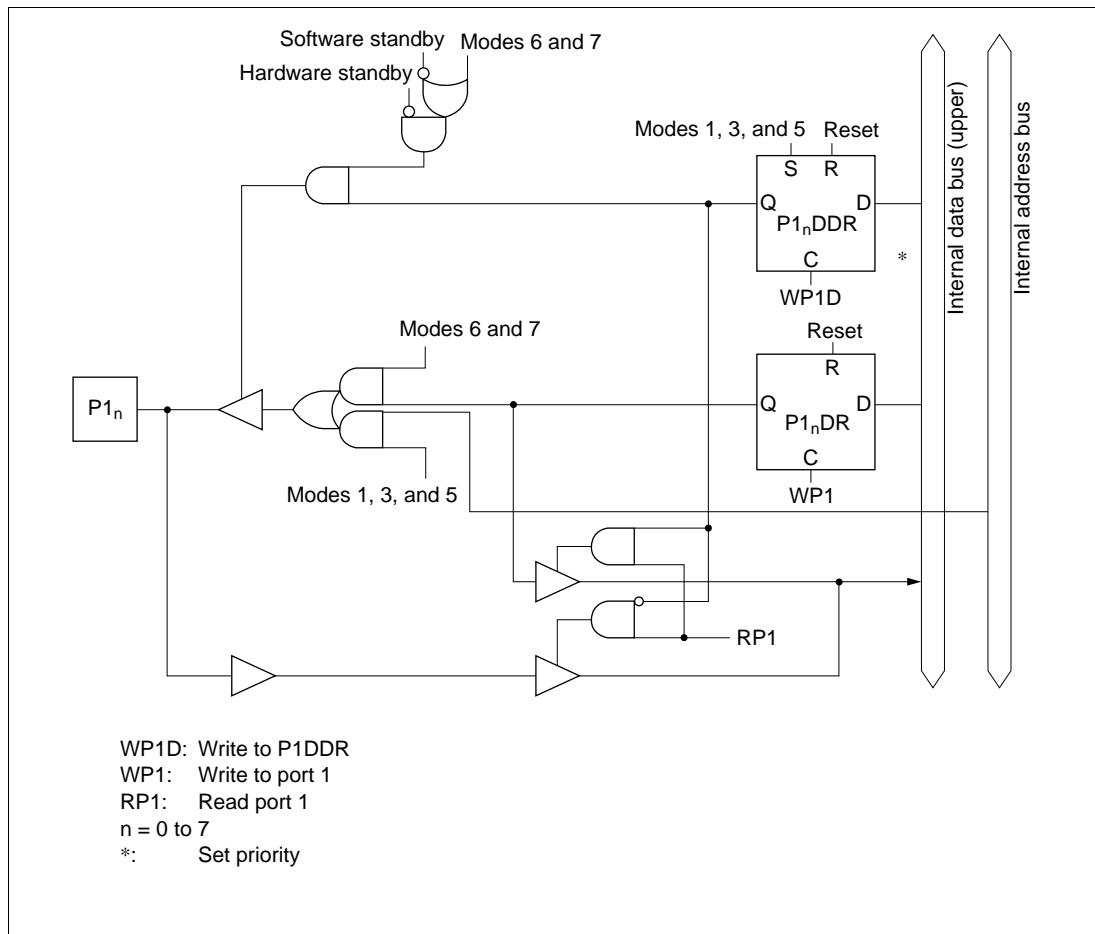 Software standby
Modes 6 and 7
Hardware standby
Modes 1, 3, and 5
Reset
S
R
Q
D
P1nDDR
C
*
WP1D
Internal data bus (upper)
Internal address bus
Modes 6 and 7
Reset
R
P1n
Q
D
P1nDR
C
WP1
Modes 1, 3, and 5
RP1
WP1D: Write to P1DDR
WP1: Write to port 1
RP1: Read port 1
n = 0 to 7
*: Set priority